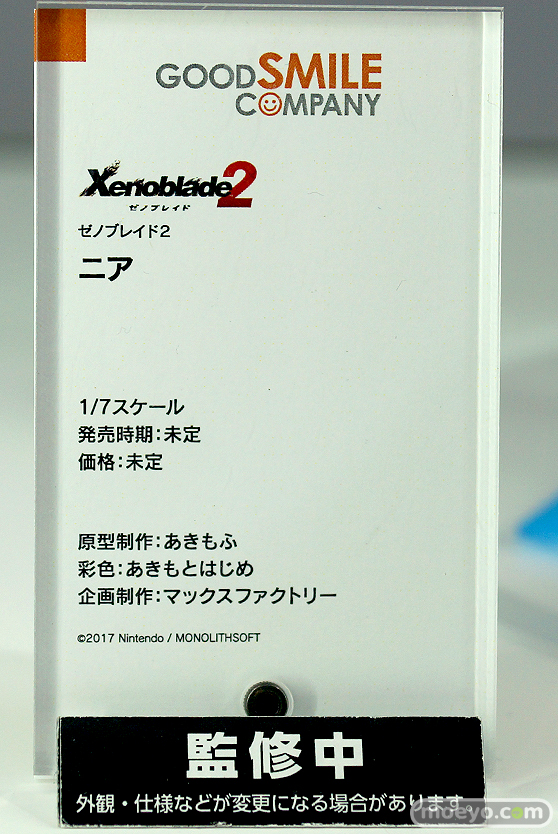 GOODSMILE
COMPANY
Xenoblade2
ゼノブレイド
ゼノブレイド2
ニア
1/7スケール
発売時期:未定
価格:未定
原型制作:あきもふ
彩色:あきもとはじめ
企画制作:マックスファクトリー
©2017 Nintendo / MONOLITHSOFT
監修中
外観・仕様などが変更になる場合があります。
moeyo.com